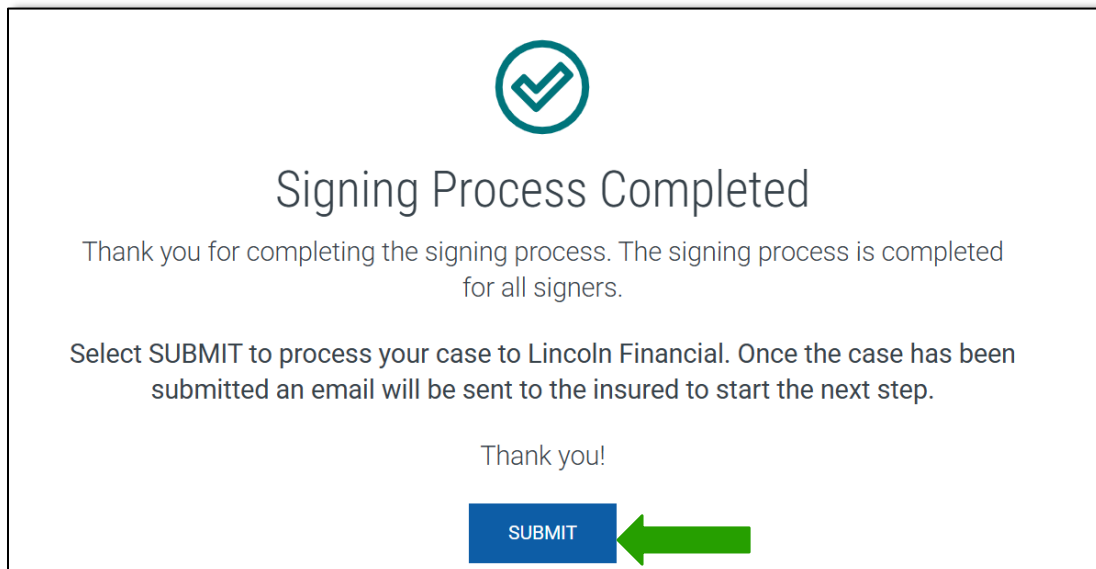 Signing Process Completed
Thank you for completing the signing process. The signing process is completed
for all signers.
Select SUBMIT to process your case to Lincoln Financial. Once the case has been
submitted an email will be sent to the insured to start the next step.
Thank you!
SUBMIT